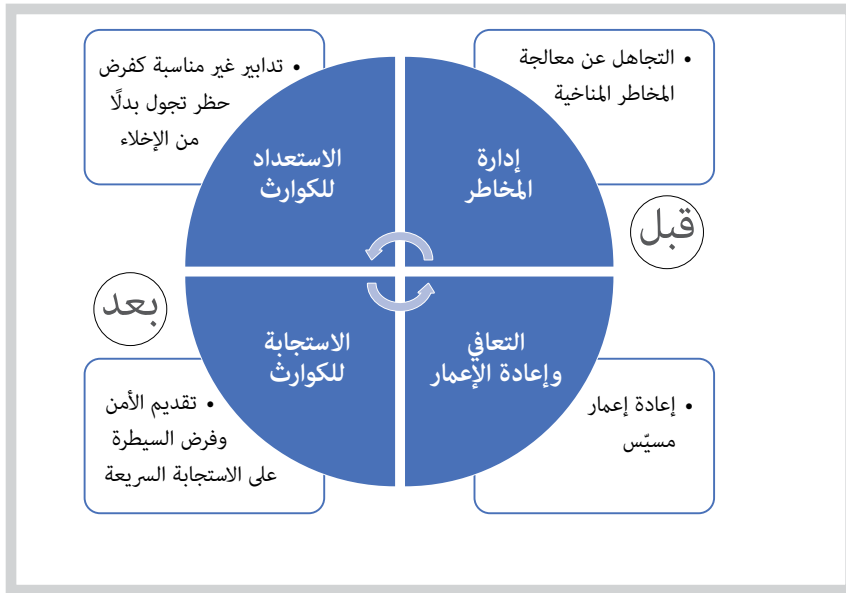 • التجاهل عن معالجة
المخاطر المناخية
• تدابير غير مناسبة كفرض
حظر تجول بدلًا
من الإخلاء
إدارة
المخاطر
الاستعداد
للكوارث
قبل
بعد
التعافي
وإعادة الإعمار
الاستجابة
للكوارث
• إعادة إعمار
مسيّس
• تقديم الأمن
وفرض السيطرة
على الاستجابة السريعة